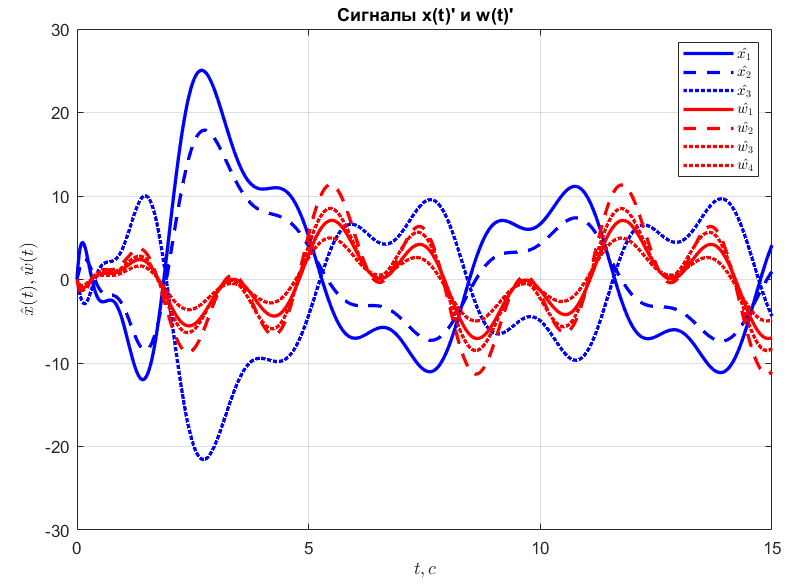 Сигналы x(t)' и w(t)'
30
20
10
0
-10
-20
-30
x̂(t), ŵ(t)
x̂₁
x̂₂
x̂₃
ŵ₁
ŵ₂
ŵ₃
ŵ₄
0
5
10
15
t, c